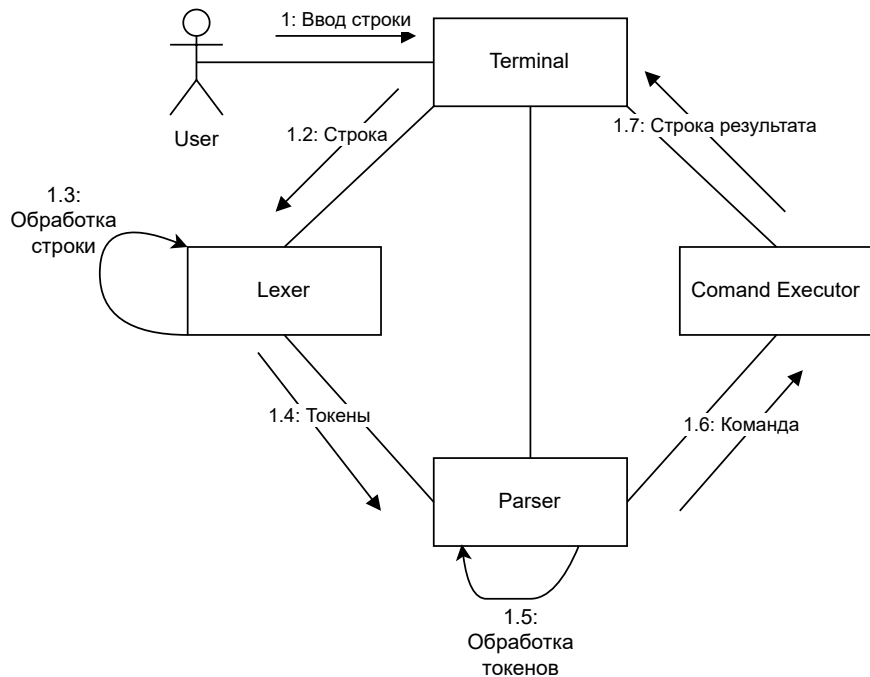 1: Ввод строки
Terminal
User
1.2: Строка
1.7: Строка результата
1.3:
Обработка
строки
Lexer
Comand Executor
1.4: Токены
1.6: Команда
Parser
1.5:
Обработка
токенов